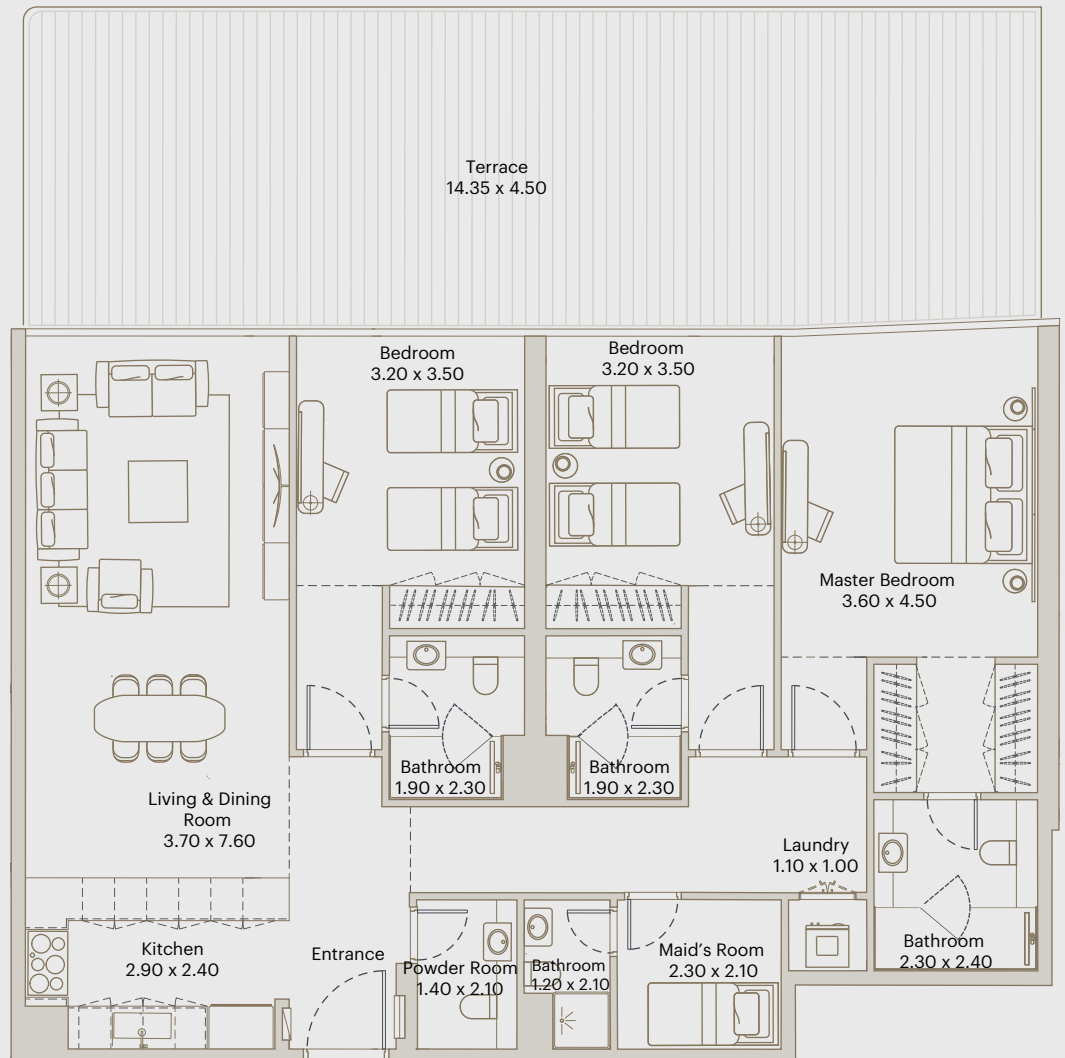 Terrace
14.35 x 4.50
Bedroom
3.20 x 3.50
Bedroom
3.20 x 3.50
Master Bedroom
3.60 x 4.50
Bathroom
1.90 x 2.30
Bathroom
1.90 x 2.30
Living & Dining
Room
3.70 x 7.60
Laundry
1.10 x 1.00
Kitchen
2.90 x 2.40
Entrance
Powder Room
1.40 x 2.10
Bathroom
1.20 x 2.10
Maid's Room
2.30 x 2.10
Bathroom
2.30 x 2.40